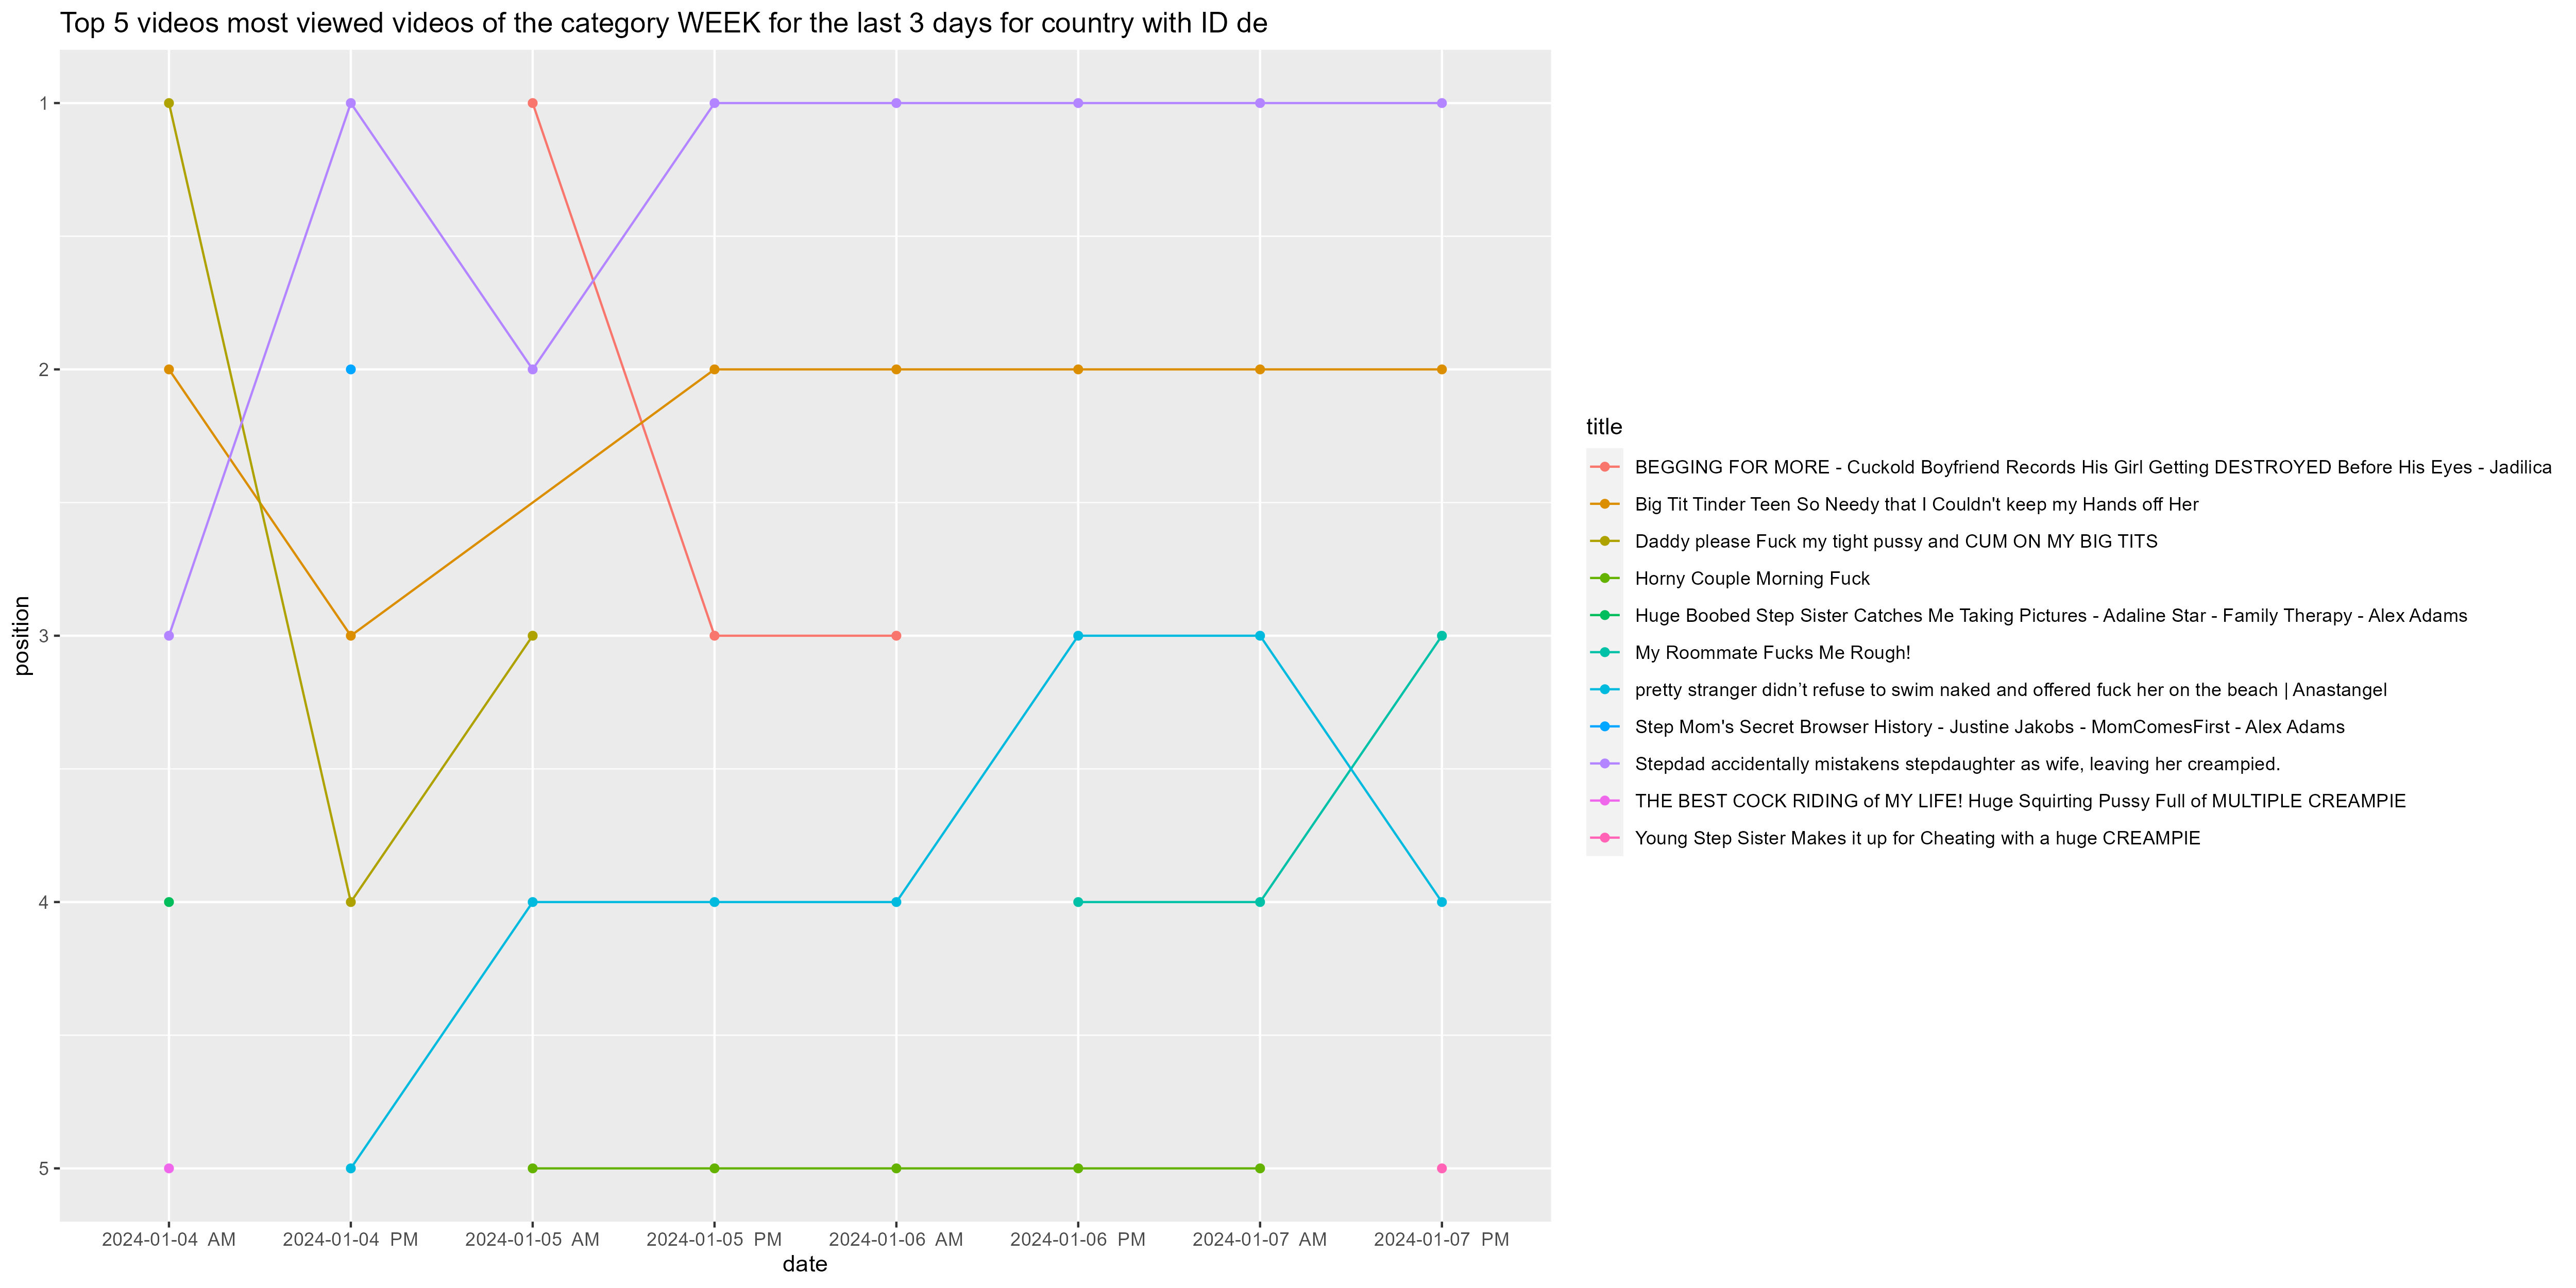 Top 5 videos most viewed videos of the category WEEK for the last 3 days for country with ID de
1
2
3
4
5
position
2024-01-04 AM
2024-01-04 PM
2024-01-05 AM
2024-01-05 PM
2024-01-06 AM
2024-01-06 PM
2024-01-07 AM
2024-01-07 PM
date
title
BEGGING FOR MORE - Cuckold Boyfriend Records His Girl Getting DESTROYED Before His Eyes - Jadilica
Big Tit Tinder Teen So Needy that I Couldn't keep my Hands off Her
Daddy please Fuck my tight pussy and CUM ON MY BIG TITS
Horny Couple Morning Fuck
Huge Boobed Step Sister Catches Me Taking Pictures - Adaline Star - Family Therapy - Alex Adams
My Roommate Fucks Me Rough!
pretty stranger didn’t refuse to swim naked and offered fuck her on the beach | Anastangel
Step Mom's Secret Browser History - Justine Jakobs - MomComesFirst - Alex Adams
Stepdad accidentally mistakens stepdaughter as wife, leaving her creampied.
THE BEST COCK RIDING of MY LIFE! Huge Squirting Pussy Full of MULTIPLE CREAMPIE
Young Step Sister Makes it up for Cheating with a huge CREAMPIE